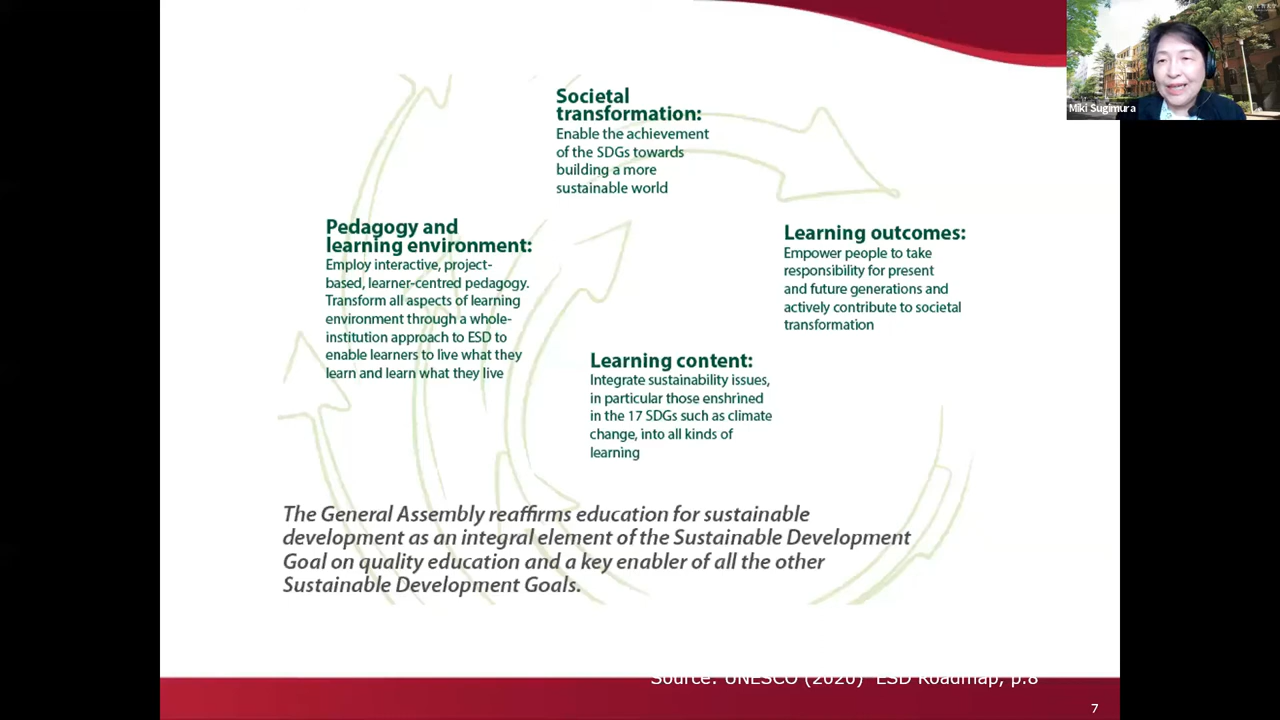 Miki Sugimura
Societal
transformation:
Enable the achievement
of the SDGs towards
building a more
sustainable world
Pedagogy and
learning environment:
Employ interactive, project-
based, learner-centred pedagogy.
Transform all aspects of learning
environment through a whole-
institution approach to ESD to
enable learners to live what they
learn and learn what they live
Learning outcomes:
Empower people to take
responsibility for present
and future generations and
actively contribute to societal
transformation
Learning content:
Integrate sustainability issues,
in particular those enshrined
in the 17 SDGs such as climate
change, into all kinds of
learning
The General Assembly reaffirms education for sustainable
development as an integral element of the Sustainable Development
Goal on quality education and a key enabler of all the other
Sustainable Development Goals.
Source: UNESCO (2020) ESD Roadmap, p.8
7